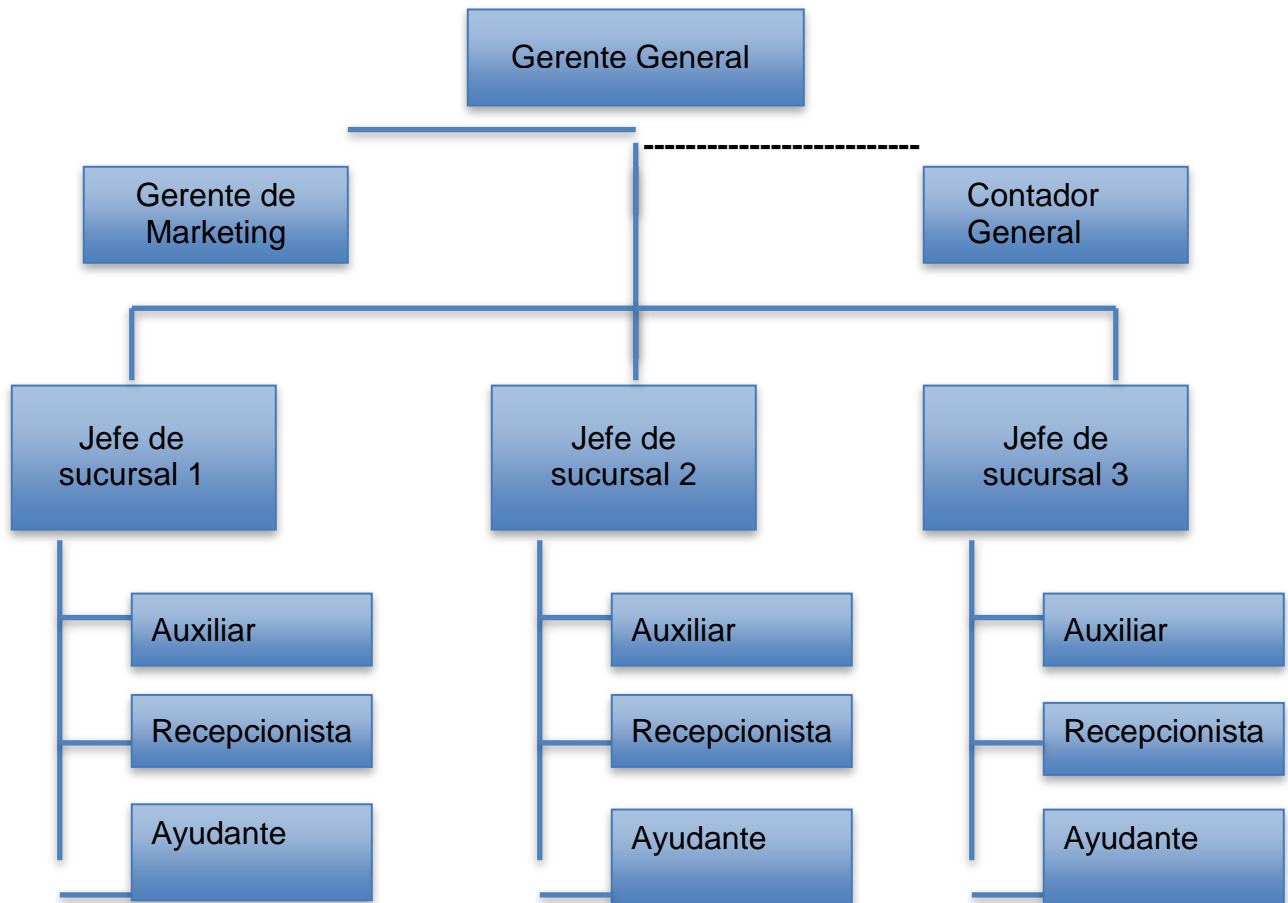 Gerente General
Gerente de
Marketing
Contador
General
Jefe de
sucursal 1
Jefe de
sucursal 2
Jefe de
sucursal 3
Auxiliar
Auxiliar
Auxiliar
Recepcionista
Recepcionista
Recepcionista
Ayudante
Ayudante
Ayudante